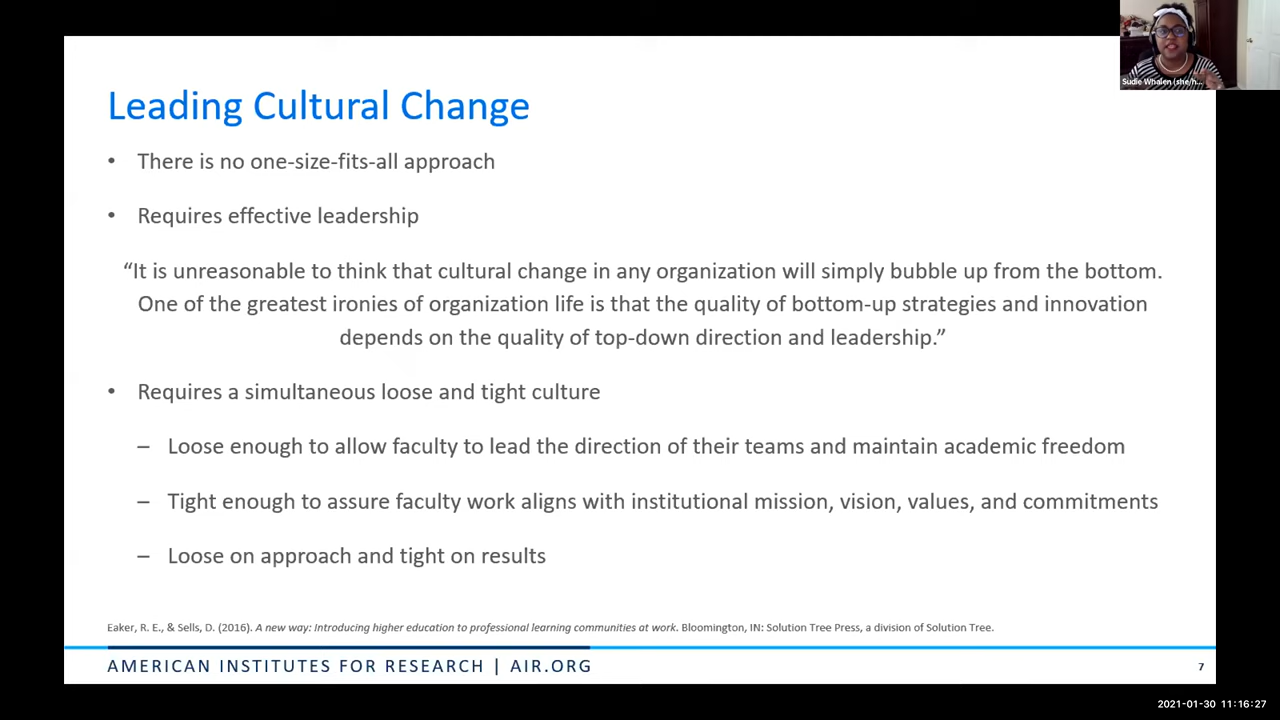 Sudie Whalen (she/h...
Leading Cultural Change
• There is no one-size-fits-all approach
• Requires effective leadership
“It is unreasonable to think that cultural change in any organization will simply bubble up from the bottom.
One of the greatest ironies of organization life is that the quality of bottom-up strategies and innovation
depends on the quality of top-down direction and leadership.”
• Requires a simultaneous loose and tight culture
– Loose enough to allow faculty to lead the direction of their teams and maintain academic freedom
– Tight enough to assure faculty work aligns with institutional mission, vision, values, and commitments
– Loose on approach and tight on results
Eaker, R. E., & Sells, D. (2016). A new way: Introducing higher education to professional learning communities at work. Bloomington, IN: Solution Tree Press, a division of Solution Tree.
AMERICAN INSTITUTES FOR RESEARCH | AIR.ORG
7
2021-01-30 11:16:27